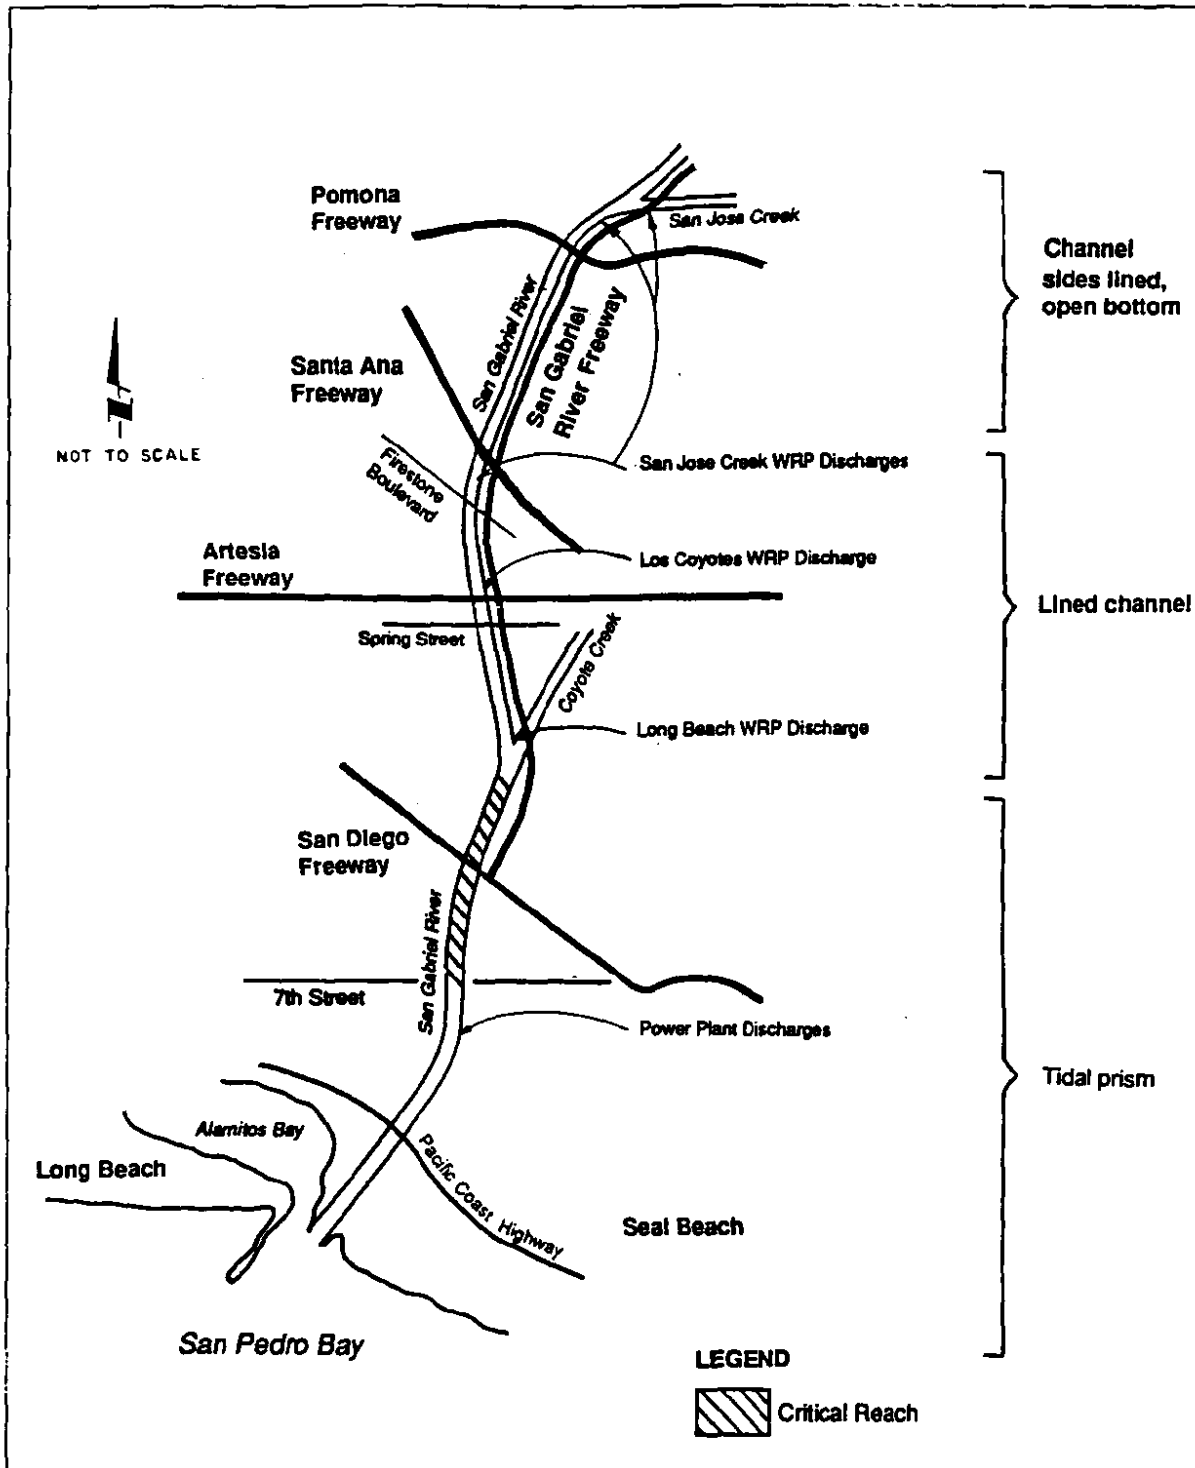 Pomona
Freeway
San Jose Creek
Channel
sides lined,
open bottom
San Gabriel River
San Gabriel
River Freeway
Santa Ana
Freeway
NOT TO SCALE
Firestone
Boulevard
San Jose Creek WRP Discharges
Artesia
Freeway
Los Coyotes WRP Discharge
Lined channel
Spring Street
Coyote Creek
Long Beach WRP Discharge
San Diego
Freeway
San Gabriel River
7th Street
Power Plant Discharges
Tidal prism
Alamitos Bay
Long Beach
Pacific Coast Highway
Seal Beach
San Pedro Bay
LEGEND
Critical Reach